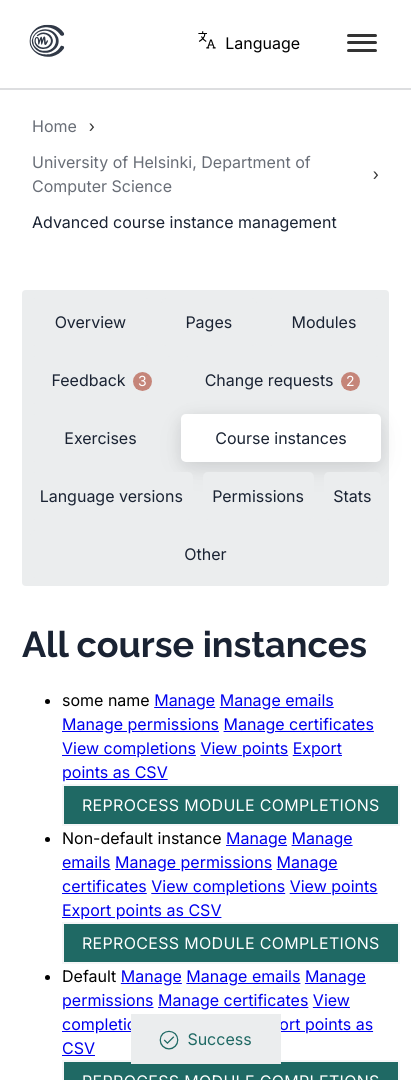 Language
Home ›
University of Helsinki, Department of
Computer Science ›
Advanced course instance management
Overview Pages Modules
Feedback 3 Change requests 2
Exercises Course instances
Language versions Permissions Stats
Other
All course instances
• some name Manage Manage emails
Manage permissions Manage certificates
View completions View points Export
points as CSV
REPROCESS MODULE COMPLETIONS
• Non-default instance Manage Manage
emails Manage permissions Manage
certificates View completions View points
Export points as CSV
REPROCESS MODULE COMPLETIONS
• Default Manage Manage emails Manage
permissions Manage certificates View
points as
CSV
Success
REPROCESS MODULE COMPLETIONS